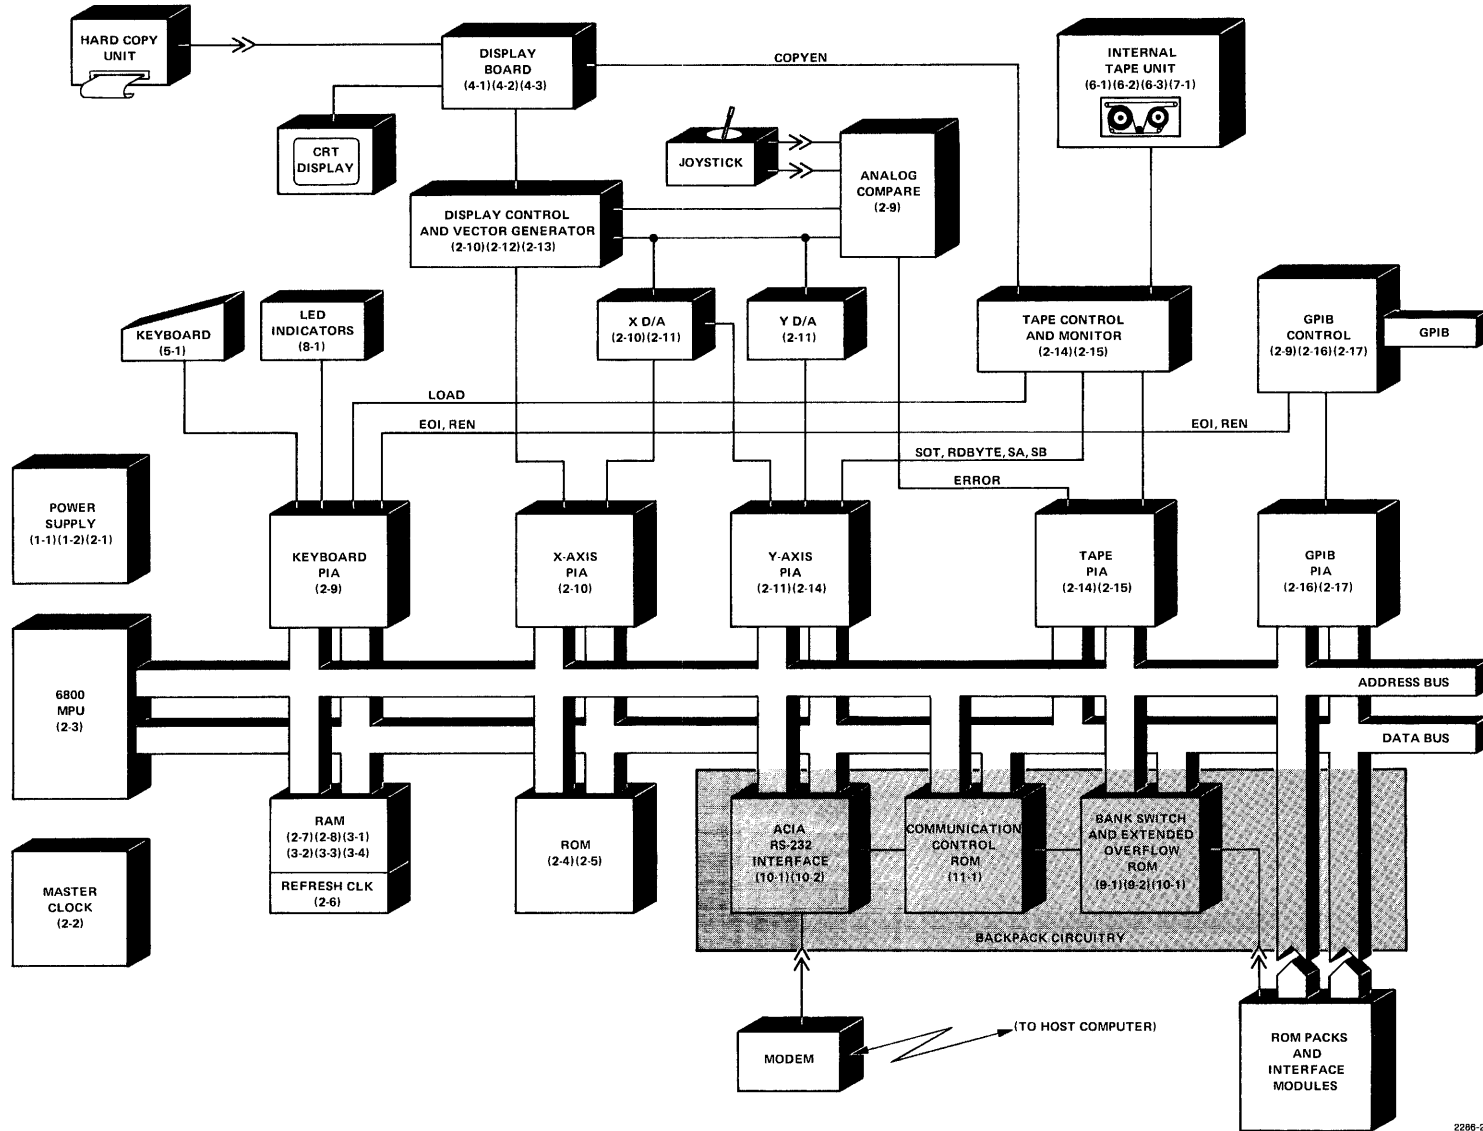 HARD COPY
UNIT
DISPLAY
BOARD
(4-1)(4-2)(4-3)
COPYEN
INTERNAL
TAPE UNIT
(6-1)(6-2)(6-3)(7-1)
CRT
DISPLAY
JOYSTICK
ANALOG
COMPARE
(2-9)
DISPLAY CONTROL
AND VECTOR GENERATOR
(2-10)(2-12)(2-13)
KEYBOARD
(5-1)
LED
INDICATORS
(8-1)
X D/A
(2-10)(2-11)
Y D/A
(2-11)
TAPE CONTROL
AND MONITOR
(2-14)(2-15)
GPIB
CONTROL
(2-9)(2-16)(2-17)
GPIB
LOAD
EOI, REN
EOI, REN
SOT, RDBYTE, SA, SB
ERROR
POWER
SUPPLY
(1-1)(1-2)(2-1)
KEYBOARD
PIA
(2-9)
X-AXIS
PIA
(2-10)
Y-AXIS
PIA
(2-11)(2-14)
TAPE
PIA
(2-14)(2-15)
GPIB
PIA
(2-16)(2-17)
6800
MPU
(2-3)
ADDRESS BUS
DATA BUS
RAM
(2-7)(2-8)(3-1)
(3-2)(3-3)(3-4)
REFRESH CLK
(2-6)
ROM
(2-4)(2-5)
ACIA
RS-232
INTERFACE
(10-1)(10-2)
COMMUNICATION
CONTROL
ROM
(11-1)
BANK SWITCH
AND EXTENDED
OVERFLOW
ROM
(9-1)(9-2)(10-1)
MASTER
CLOCK
(2-2)
BACKPACK CIRCUITRY
MODEM
(TO HOST COMPUTER)
ROM PACKS
AND
INTERFACE
MODULES
2286-2